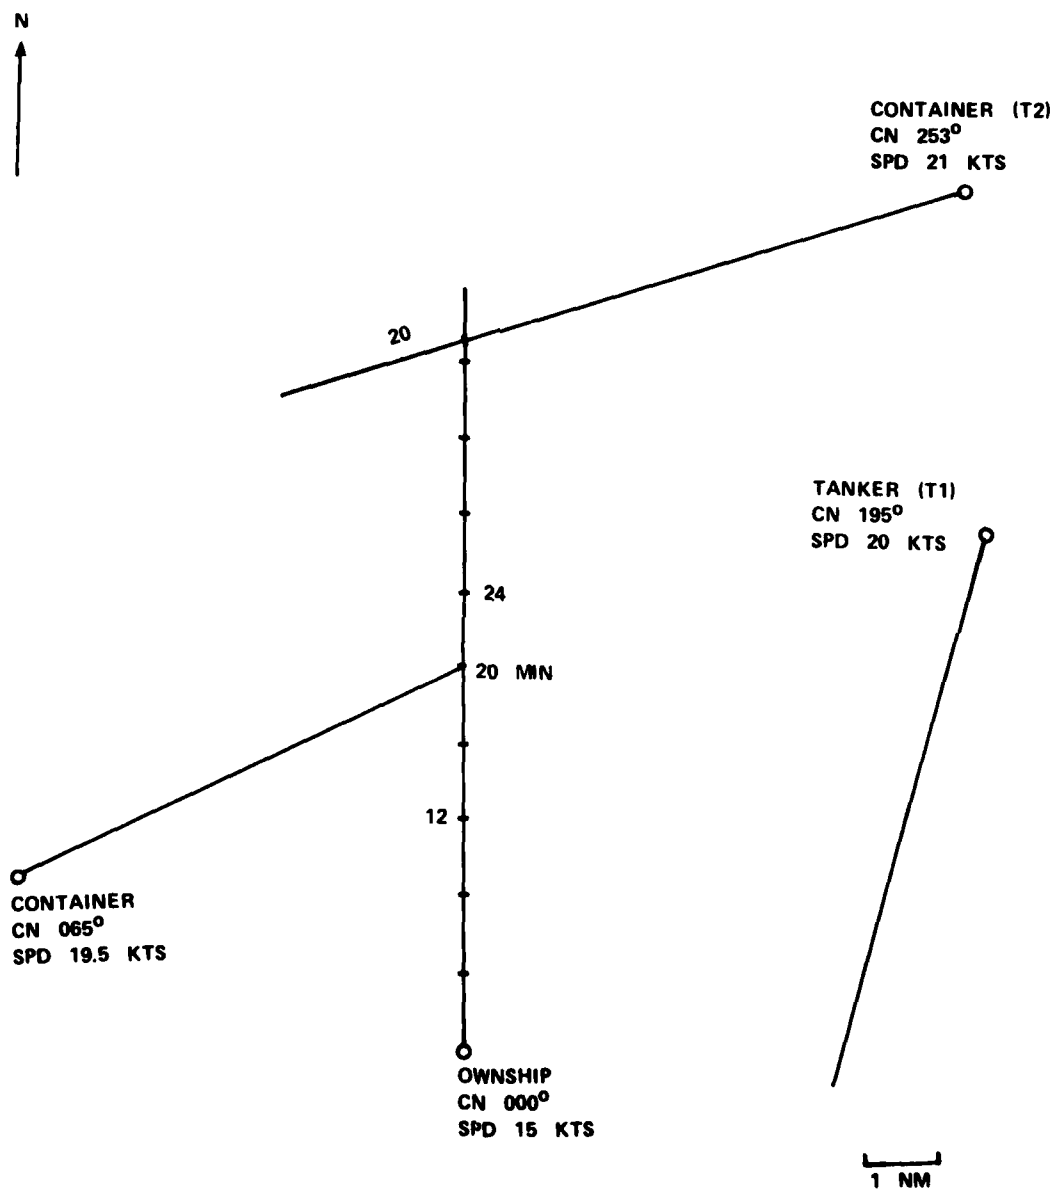 N
CONTAINER (T2)
CN 253°
SPD 21 KTS
20
TANKER (T1)
CN 195°
SPD 20 KTS
24
20 MIN
12
CONTAINER
CN 065°
SPD 19.5 KTS
OWNSHIP
CN 000°
SPD 15 KTS
1 NM